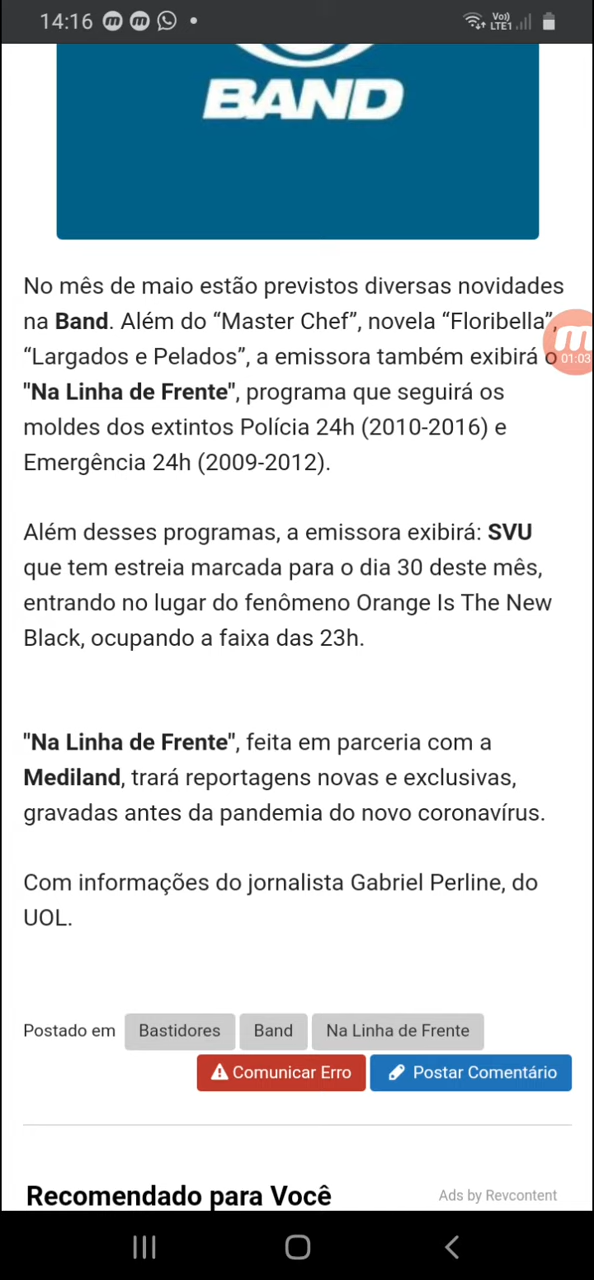 14:16
Vo))
LTE1
BAND
No mês de maio estão previstos diversas novidades
na Band. Além do “Master Chef”, novela “Floribella”,
“Largados e Pelados”, a emissora também exibirá o
"Na Linha de Frente", programa que seguirá os
moldes dos extintos Polícia 24h (2010-2016) e
Emergência 24h (2009-2012).
01:03
Além desses programas, a emissora exibirá: SVU
que tem estreia marcada para o dia 30 deste mês,
entrando no lugar do fenômeno Orange Is The New
Black, ocupando a faixa das 23h.
"Na Linha de Frente", feita em parceria com a
Mediland, trará reportagens novas e exclusivas,
gravadas antes da pandemia do novo coronavírus.
Com informações do jornalista Gabriel Perline, do
UOL.
Postado em Bastidores Band Na Linha de Frente
Comunicar Erro Postar Comentário
Recomendado para Você Ads by Revcontent